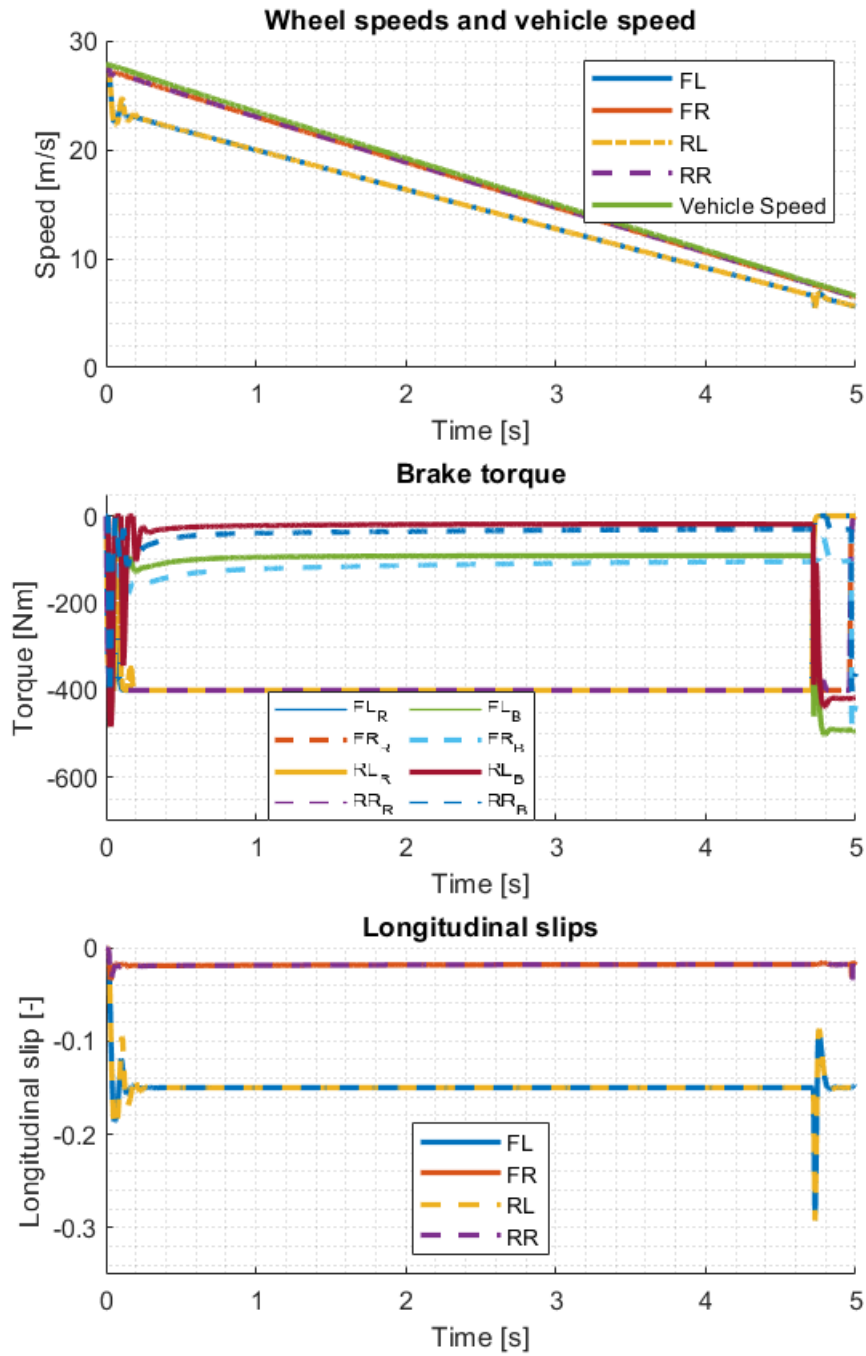 Wheel speeds and vehicle speed
30
20
10
0
Speed [m/s]
FL
FR
RL
RR
Vehicle Speed
0 1 2 3 4 5
Time [s]
Brake torque
0
-200
-400
-600
Torque [Nm]
FL_R FL_B
FR_R FR_B
RL_R RL_B
RR_R RR_B
0 1 2 3 4 5
Time [s]
Longitudinal slips
0
-0.1
-0.2
-0.3
Longitudinal slip [-]
FL
FR
RL
RR
0 1 2 3 4 5
Time [s]